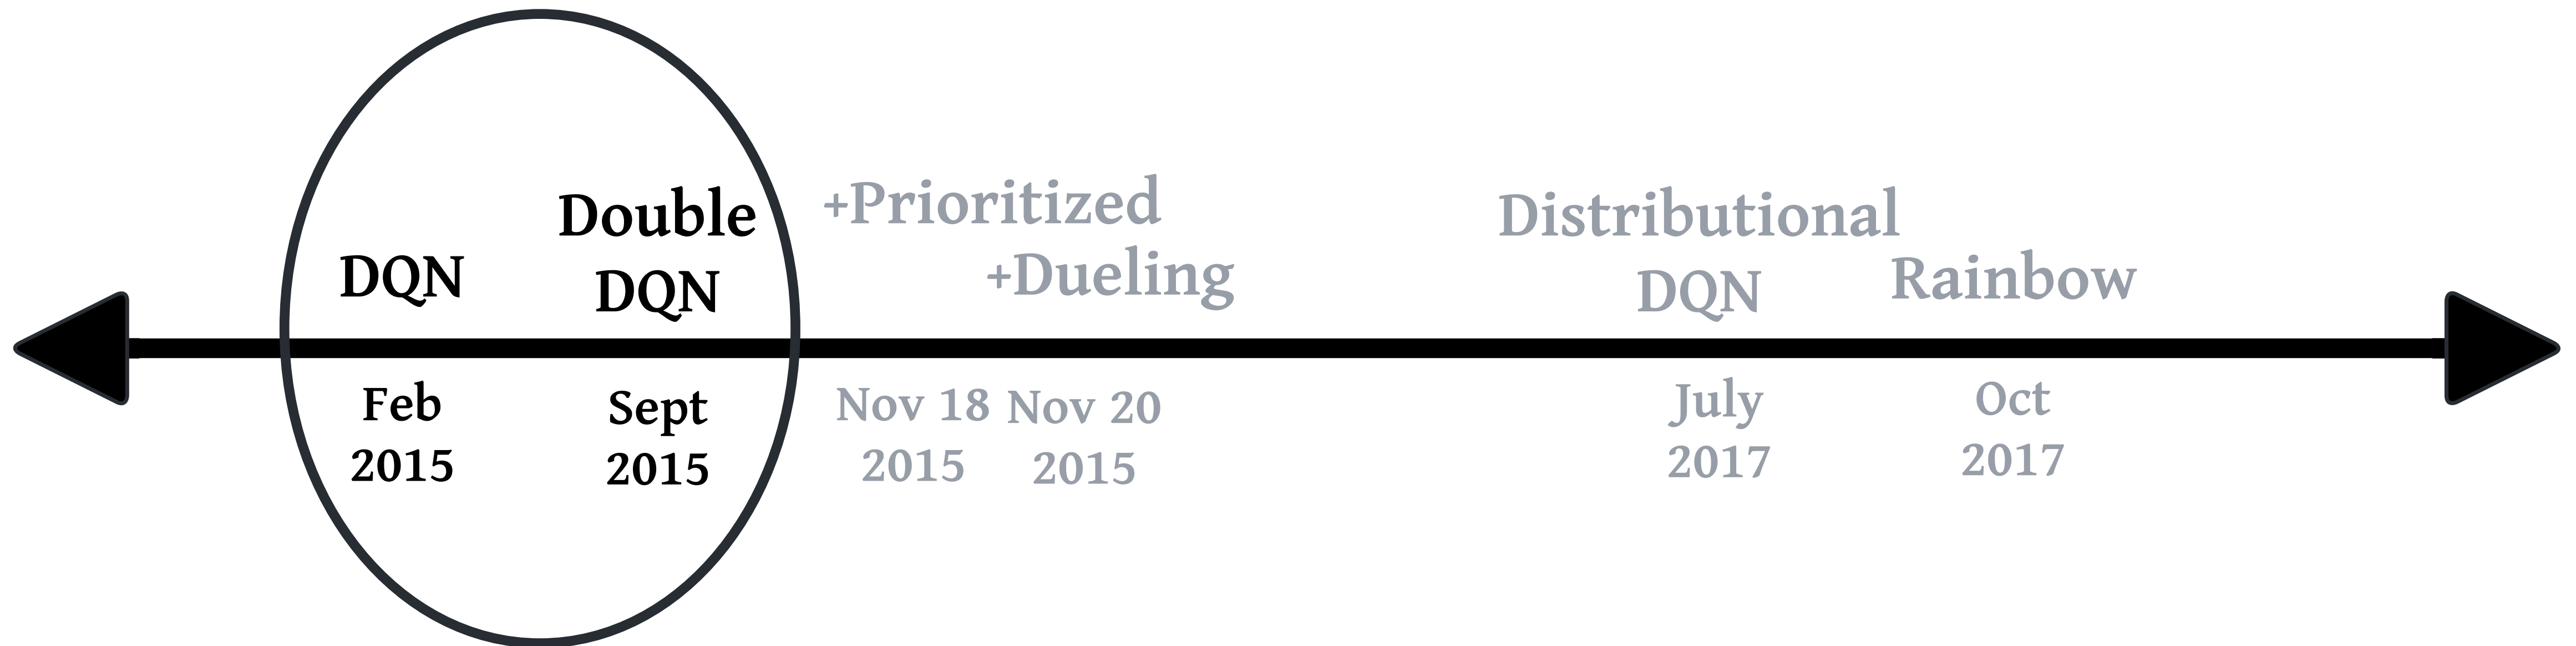 DQN
Double
DQN
+Prioritized
+Dueling
Distributional
DQN
Rainbow
Feb
2015
Sept
2015
Nov 18
2015
Nov 20
2015
July
2017
Oct
2017